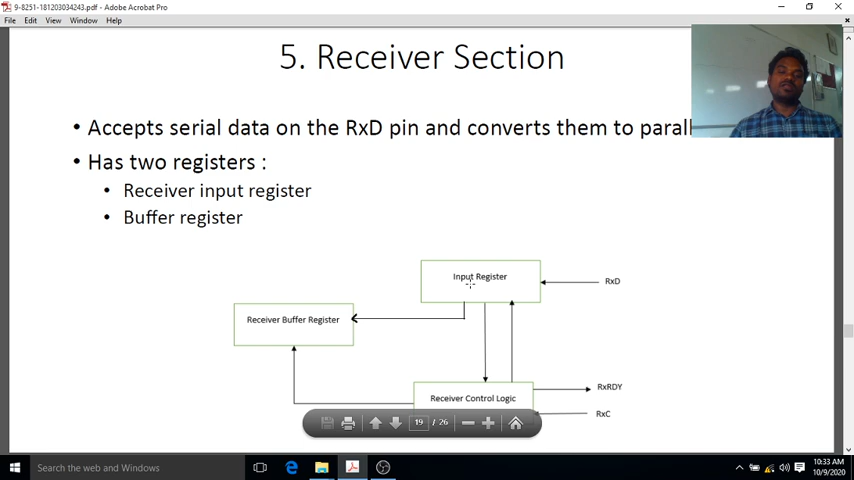 9-8251-181203034243.pdf - Adobe Acrobat Pro
File Edit View Window Help
5. Receiver Section
• Accepts serial data on the RxD pin and converts them to parall
• Has two registers :
• Receiver input register
• Buffer register
Input Register
RxD
Receiver Buffer Register
RxRDY
Receiver Control Logic
RxC
19 / 26
Search the web and Windows
10:33 AM
10/9/2020